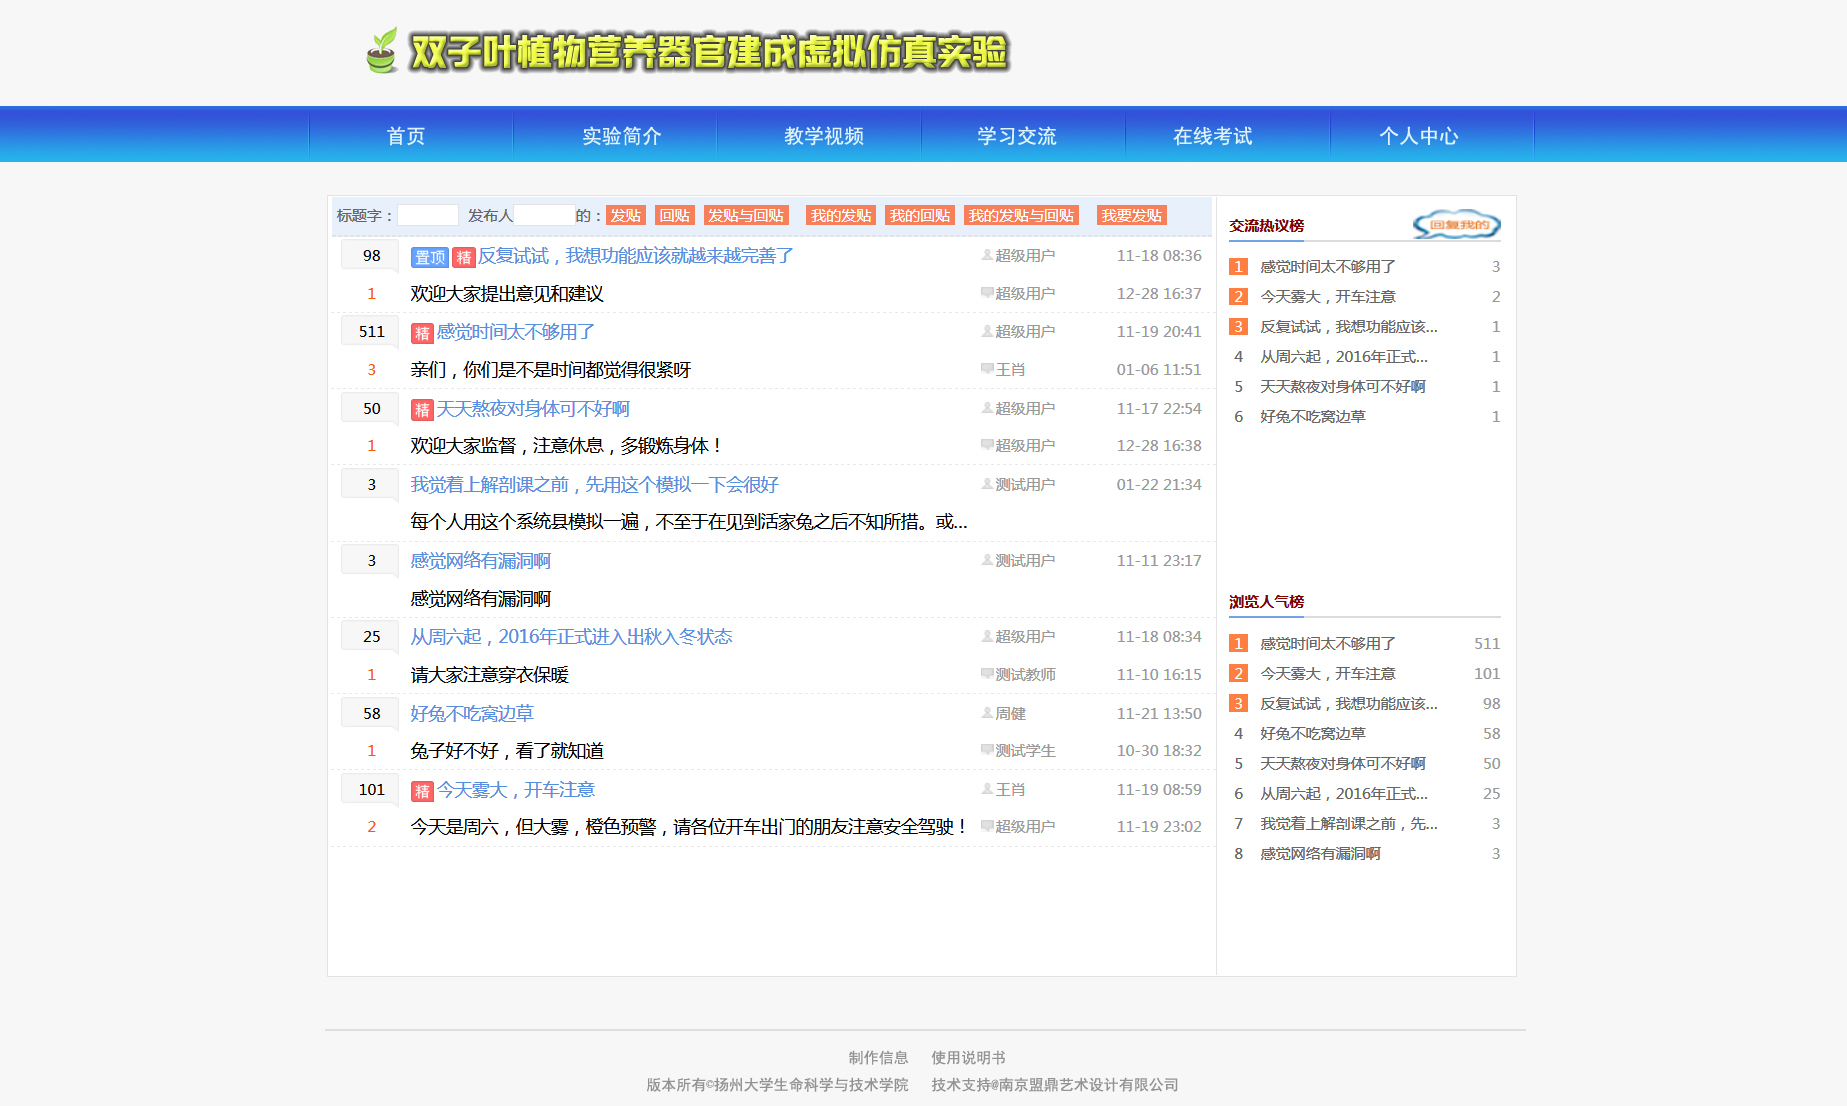 双子叶植物营养器官建成虚拟仿真实验
首页 实验简介 教学视频 学习交流 在线考试 个人中心
标题字： 发布人 的： 发贴 回贴 发贴与回贴 我的发贴 我的回贴 我的发贴与回贴 我要发贴
98 置顶 精 反复试试，我想功能应该就越来越完善了 超级用户 11-18 08:36
1 欢迎大家提出意见和建议 超级用户 12-28 16:37
511 精 感觉时间太不够用了 超级用户 11-19 20:41
3 亲们，你们是不是时间都觉得很紧呀 王肖 01-06 11:51
50 精 天天熬夜对身体可不好啊 超级用户 11-17 22:54
1 欢迎大家监督，注意休息，多锻炼身体！ 超级用户 12-28 16:38
3 我觉着上解剖课之前，先用这个模拟一下会很好 测试用户 01-22 21:34
每个人用这个系统县模拟一遍，不至于在见到活家兔之后不知所措。或...
3 感觉网络有漏洞啊 测试用户 11-11 23:17
感觉网络有漏洞啊
25 从周六起，2016年正式进入出秋入冬状态 超级用户 11-18 08:34
1 请大家注意穿衣保暖 测试教师 11-10 16:15
58 好兔不吃窝边草 周健 11-21 13:50
1 兔子好不好，看了就知道 测试学生 10-30 18:32
101 精 今天雾大，开车注意 王肖 11-19 08:59
2 今天是周六，但大雾，橙色预警，请各位开车出门的朋友注意安全驾驶！ 超级用户 11-19 23:02
交流热议榜 回复我的
1 感觉时间太不够用了 3
2 今天雾大，开车注意 2
3 反复试试，我想功能应该... 1
4 从周六起，2016年正式... 1
5 天天熬夜对身体可不好啊 1
6 好兔不吃窝边草 1
浏览人气榜
1 感觉时间太不够用了 511
2 今天雾大，开车注意 101
3 反复试试，我想功能应该... 98
4 好兔不吃窝边草 58
5 天天熬夜对身体可不好啊 50
6 从周六起，2016年正式... 25
7 我觉着上解剖课之前，先... 3
8 感觉网络有漏洞啊 3
制作信息 使用说明书
版本所有©扬州大学生命科学与技术学院 技术支持@南京盟鼎艺术设计有限公司